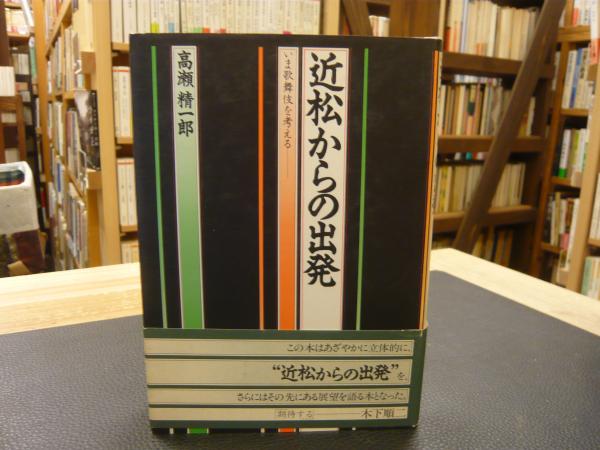 近松からの出発
いま歌舞伎を考える――
高瀬精一郎
この本はあざやかに立体的に、
“近松からの出発”を、
さらにはその先にある展望を語る本となった。
期待する――木下順二